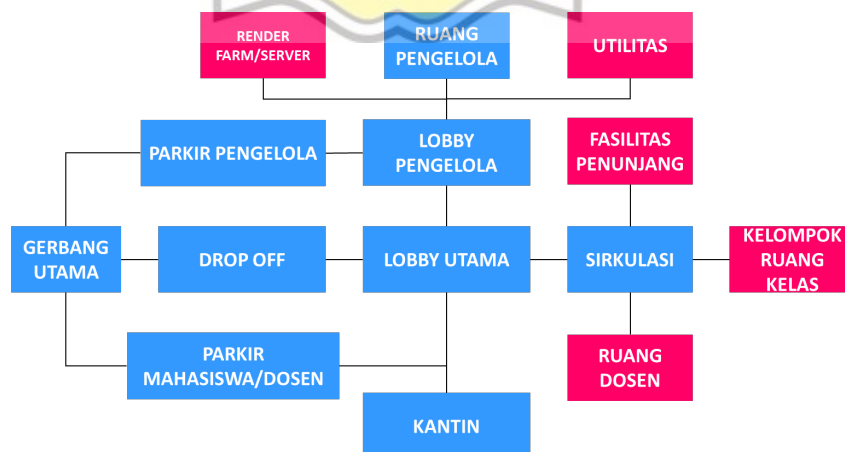 RENDER
FARM/SERVER
RUANG
PENGELOLA
UTILITAS
PARKIR PENGELOLA
LOBBY
PENGELOLA
FASILITAS
PENUNJANG
GERBANG
UTAMA
DROP OFF
LOBBY UTAMA
SIRKULASI
KELOMPOK
RUANG
KELAS
PARKIR
MAHASISWA/DOSEN
RUANG
DOSEN
KANTIN